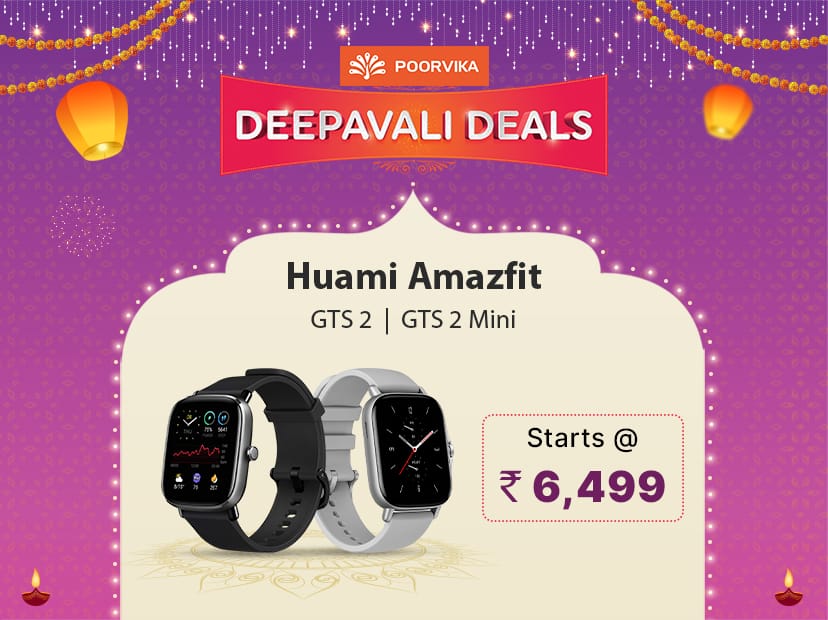 POORVIKA
DEEPAVALI DEALS
Huami Amazfit
GTS 2 | GTS 2 Mini
Starts @
₹ 6,499